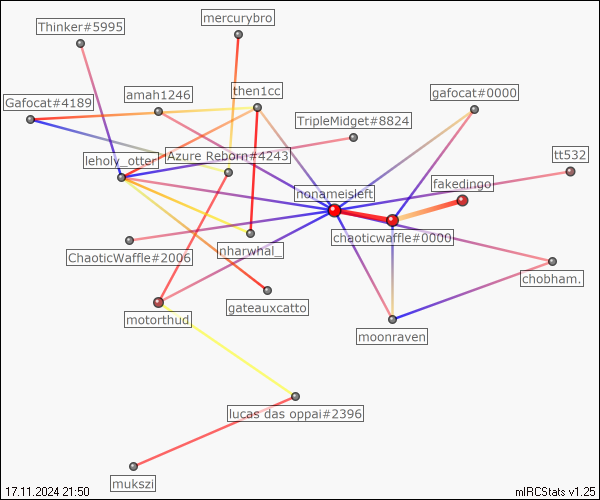 mercurybro
Thinker#5995
then1cc
amah1246
gafocat#0000
Gafocat#4189
TripleMidget#8824
leholy_otter
Azure Reborn#4243
tt532
nonameisleft
fakedingo
chaoticwaffle#0000
ChaoticWaffle#2006
nharwhal_
chobham.
gateauxcatto
motorthud
moonraven
lucas das oppai#2396
mukszi
17.11.2024 21:50
mIRCStats v1.25